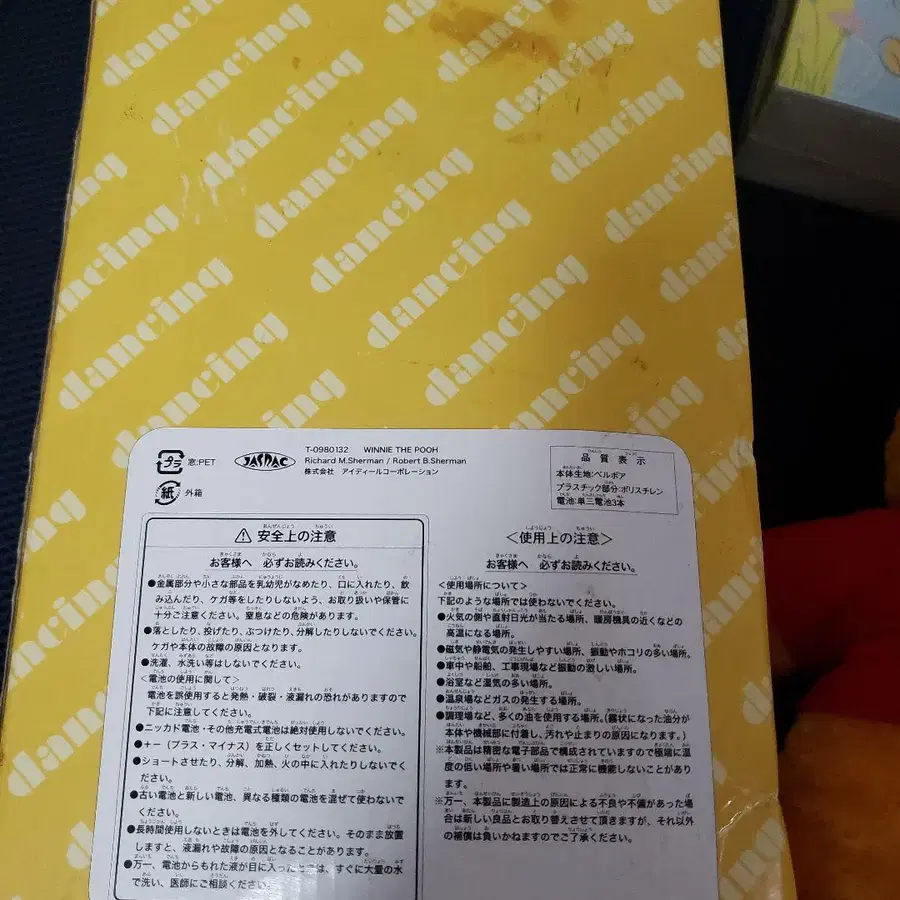 dancing
dancing
dancing
dancing
dancing
dancing
dancing
dancing
dancing
dancing
dancing
dancing
dancing
プラ 窓:PET
紙 外箱
JASRAC
T-0980132 WINNIE THE POOH
Richard M.Sherman / Robert B.Sherman
株式会社 アイディールコーポレーション
品質表示
本体生地:ベルボア
プラスチック部分:ポリスチレン
電池:単三電池3本
⚠安全上の注意
お客様へ 必ずお読みください。
●金属部分や小さな部品を乳幼児がなめたり、口に入れたり、飲
み込んだり、ケガ等をしたりしないよう、お取り扱いや保管に
十分ご注意ください。窒息などの危険があります。
●落としたり、投げたり、ぶつけたり、分解したりしないでください。
ケガや本体の故障の原因となります。
●洗濯、水洗い等はしないでください。
<電池の使用に関して>
電池を誤使用すると発熱・破裂・液漏れの恐れがありますので
下記に注意してください。
●ニッカド電池・その他充電式電池は絶対使用しないでください。
●+-(プラス・マイナス)を正しくセットしてください。
●ショートさせたり、分解、加熱、火の中に入れたりしないでく
ださい。
●古い電池と新しい電池、異なる種類の電池を混ぜて使わないで
ください。
●長時間使用しないときは電池を外してください。そのまま放置
しますと、液漏れや故障の原因となることがあります。
●万一、電池からもれた液が目に入ったときは、すぐに大量の水
で洗い、医師にご相談ください。
<使用上の注意>
お客様へ 必ずお読みください。
<使用場所について>
下記のような場所では使わないでください。
●火気の側や直射日光が当たる場所、暖房機具の近くなどの
高温になる場所。
●磁気や静電気の発生しやすい場所、振動やホコリの多い場所。
●車中や船舶、工事現場など振動の激しい場所。
●浴室など湿気の多い場所。
●温泉場などガスの発生する場所。
●調理場など、多くの油を使用する場所。(霧状になった油分が
本体や機械部に付着し、汚れや止まりの原因になります。)
※本製品は精密な電子部品で構成されていますので極端に温
度の低い場所や暑い場所では正常に機能しないことがあり
ます。
※万一、本製品に製造上の原因による不良や不備があった場
合は新しい良品とお取り替えさせて頂きますが、それ以外
の補償は負いかねますのでご了承ください。